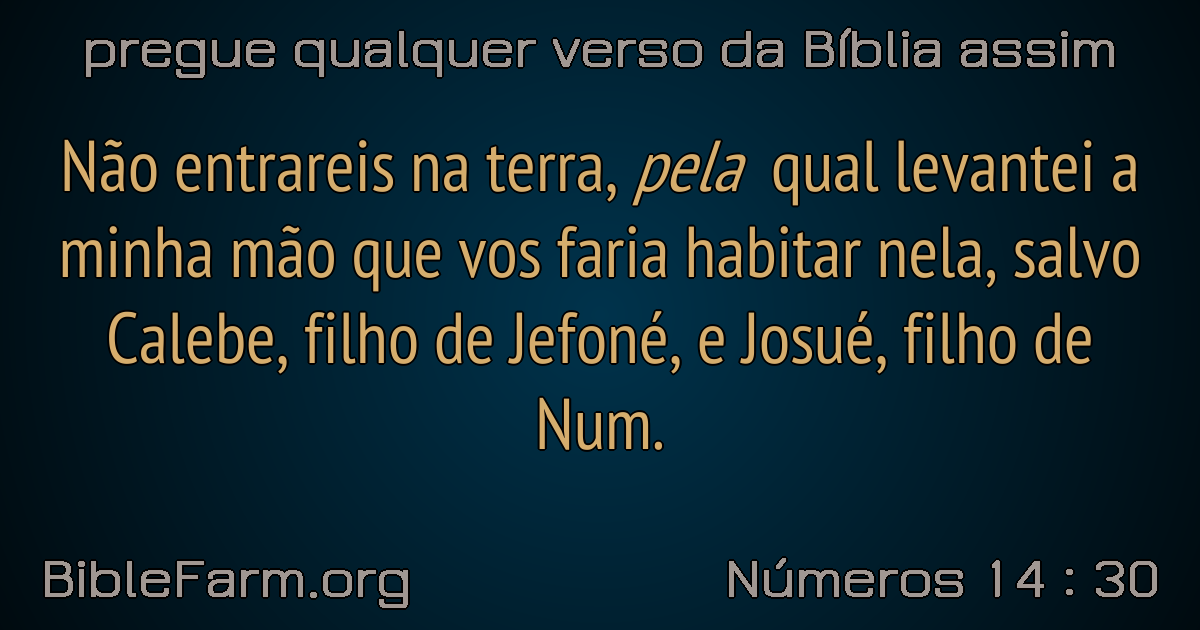 pregue qualquer verso da Bíblia assim
Não entrareis na terra, pela qual levantei a
minha mão que vos faria habitar nela, salvo
Calebe, filho de Jefoné, e Josué, filho de
Num.
BibleFarm.org
Números 14 : 30